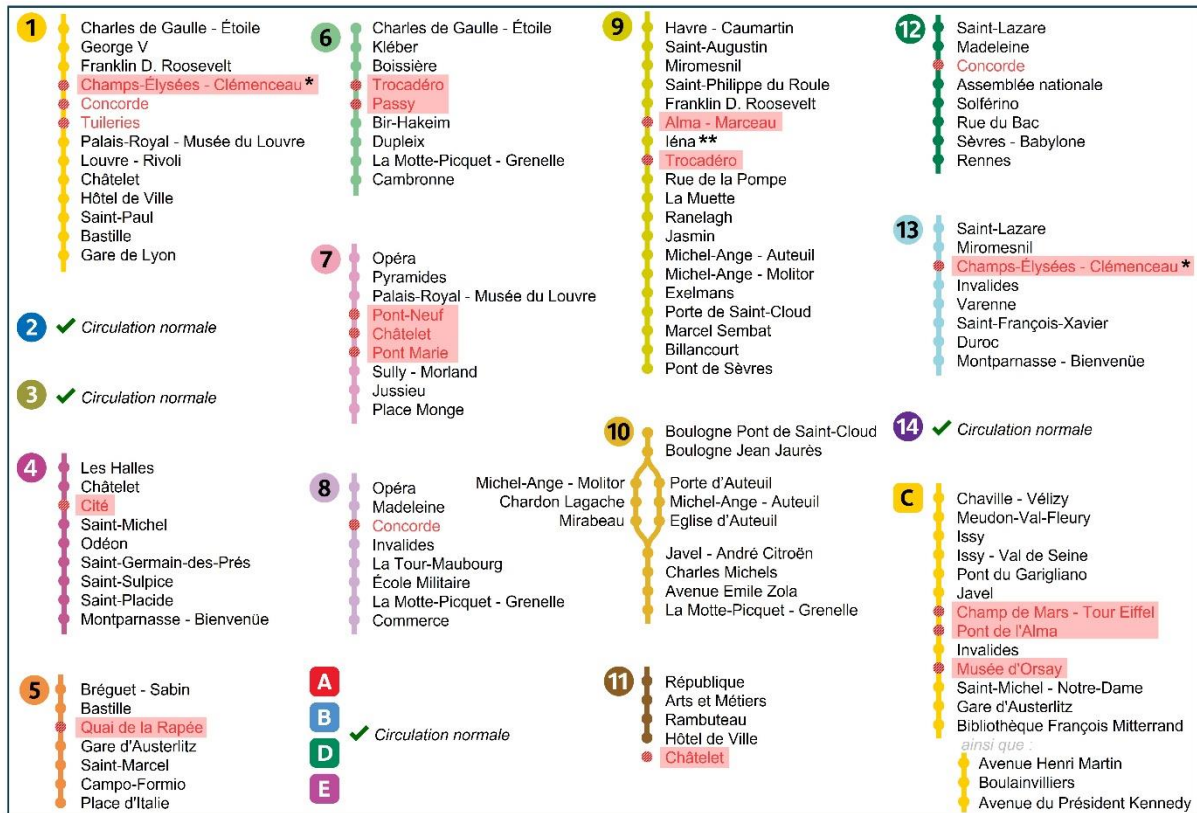 1
Charles de Gaulle - Étoile
George V
Franklin D. Roosevelt
Champs-Élysées - Clémenceau *
Concorde
Tuileries
Palais-Royal - Musée du Louvre
Louvre - Rivoli
Châtelet
Hôtel de Ville
Saint-Paul
Bastille
Gare de Lyon
2 Circulation normale
3 Circulation normale
4
Les Halles
Châtelet
Cité
Saint-Michel
Odéon
Saint-Germain-des-Prés
Saint-Sulpice
Saint-Placide
Montparnasse - Bienvenüe
5
Bréguet - Sabin
Bastille
Quai de la Rapée
Gare d'Austerlitz
Saint-Marcel
Campo-Formio
Place d'Italie
6
Charles de Gaulle - Étoile
Kléber
Boissière
Trocadéro
Passy
Bir-Hakeim
Dupleix
La Motte-Picquet - Grenelle
Cambronne
7
Opéra
Pyramides
Palais-Royal - Musée du Louvre
Pont-Neuf
Châtelet
Pont Marie
Sully - Morland
Jussieu
Place Monge
8
Opéra
Madeleine
Concorde
Invalides
La Tour-Maubourg
École Militaire
La Motte-Picquet - Grenelle
Commerce
A
B
D
E
Circulation normale
9
Havre - Caumartin
Saint-Augustin
Miromesnil
Saint-Philippe du Roule
Franklin D. Roosevelt
Alma - Marceau
Iéna **
Trocadéro
Rue de la Pompe
La Muette
Ranelagh
Jasmin
Michel-Ange - Auteuil
Michel-Ange - Molitor
Exelmans
Porte de Saint-Cloud
Marcel Sembat
Billancourt
Pont de Sèvres
10
Boulogne Pont de Saint-Cloud
Boulogne Jean Jaurès
Michel-Ange - Molitor
Chardon Lagache
Mirabeau
Porte d'Auteuil
Michel-Ange - Auteuil
Eglise d'Auteuil
Javel - André Citroën
Charles Michels
Avenue Emile Zola
La Motte-Picquet - Grenelle
11
République
Arts et Métiers
Rambuteau
Hôtel de Ville
Châtelet
12
Saint-Lazare
Madeleine
Concorde
Assemblée nationale
Solférino
Rue du Bac
Sèvres - Babylone
Rennes
13
Saint-Lazare
Miromesnil
Champs-Élysées - Clémenceau *
Invalides
Varenne
Saint-François-Xavier
Duroc
Montparnasse - Bienvenüe
14 Circulation normale
C
Chaville - Vélizy
Meudon-Val-Fleury
Issy
Issy - Val de Seine
Pont du Garigliano
Javel
Champ de Mars - Tour Eiffel
Pont de l'Alma
Invalides
Musée d'Orsay
Saint-Michel - Notre-Dame
Gare d'Austerlitz
Bibliothèque François Mitterrand
ainsi que :
Avenue Henri Martin
Boulainvilliers
Avenue du Président Kennedy